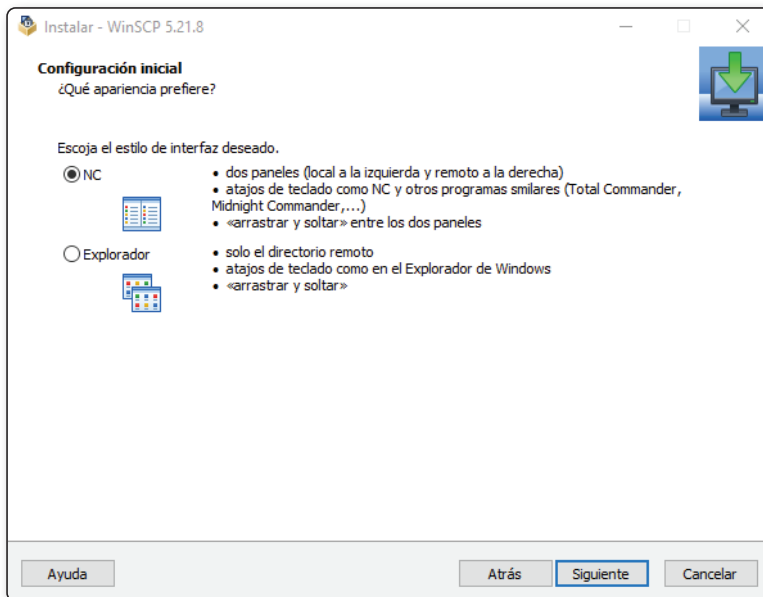 Instalar - WinSCP 5.21.8
Configuración inicial
¿Qué apariencia prefiere?
Escoja el estilo de interfaz deseado.
NC
• dos paneles (local a la izquierda y remoto a la derecha)
• atajos de teclado como NC y otros programas smilares (Total Commander,
Midnight Commander,...)
• «arrastrar y soltar» entre los dos paneles
Explorador
• solo el directorio remoto
• atajos de teclado como en el Explorador de Windows
• «arrastrar y soltar»
Ayuda
Atrás
Siguiente
Cancelar